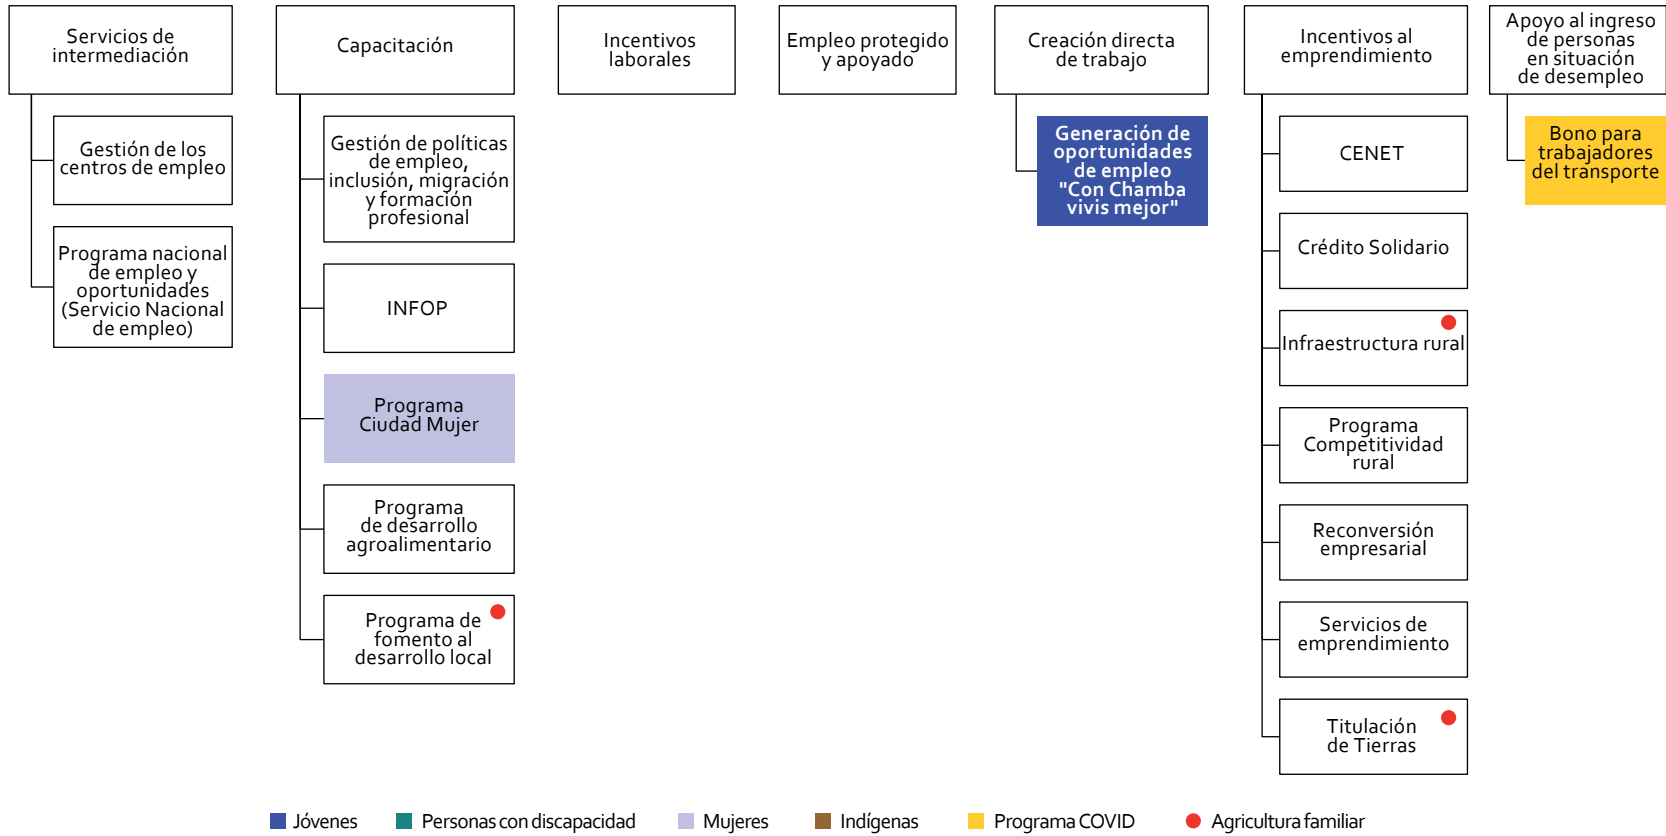 Servicios de
intermediación
Gestión de los
centros de empleo
Programa nacional
de empleo y
oportunidades
(Servicio Nacional
de empleo)
Capacitación
Gestión de políticas
de empleo,
inclusión, migración
y formación
profesional
INFOP
Programa
Ciudad Mujer
Programa
de desarrollo
agroalimentario
Programa de
fomento al
desarrollo local
Incentivos
laborales
Empleo protegido
y apoyado
Creación directa
de trabajo
Generación de
oportunidades
de empleo
"Con Chamba
vivis mejor"
Incentivos al
emprendimiento
CENET
Crédito Solidario
Infraestructura rural
Programa
Competitividad
rural
Reconversión
empresarial
Servicios de
emprendimiento
Titulación
de Tierras
Apoyo al ingreso
de personas
en situación
de desempleo
Bono para
trabajadores
del transporte
Jóvenes
Personas con discapacidad
Mujeres
Indígenas
Programa COVID
Agricultura familiar